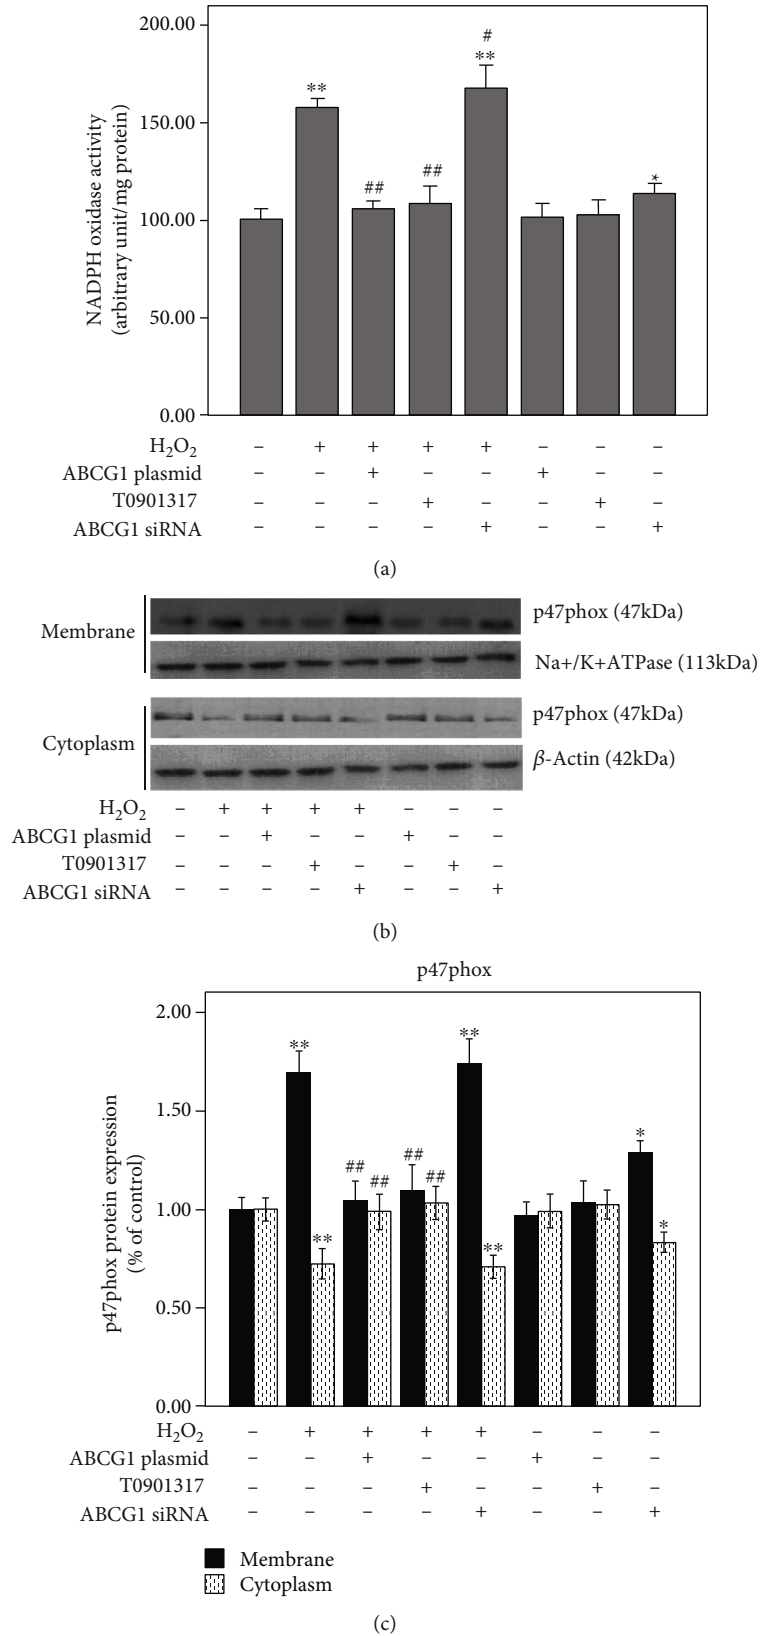 200.00
150.00
100.00
50.00
0.00
NADPH oxidase activity
(arbitrary unit/mg protein)
**
##
##
#
**
*
H2O2 – + + + + – – –
ABCG1 plasmid – – + – – + – –
T0901317 – – – + – – + –
ABCG1 siRNA – – – – + – – +
(a)
Membrane
p47phox (47kDa)
Na+/K+ATPase (113kDa)
Cytoplasm
p47phox (47kDa)
β-Actin (42kDa)
H2O2 – + + + + – – –
ABCG1 plasmid – – + – – + – –
T0901317 – – – + – – + –
ABCG1 siRNA – – – – + – – +
(b)
p47phox
2.00
1.50
1.00
0.50
0.00
p47phox protein expression
(% of control)
**
**
##
##
##
##
**
**
*
*
H2O2 – + + + + – – –
ABCG1 plasmid – – + – – + – –
T0901317 – – – + – – + –
ABCG1 siRNA – – – – + – – +
Membrane
Cytoplasm
(c)